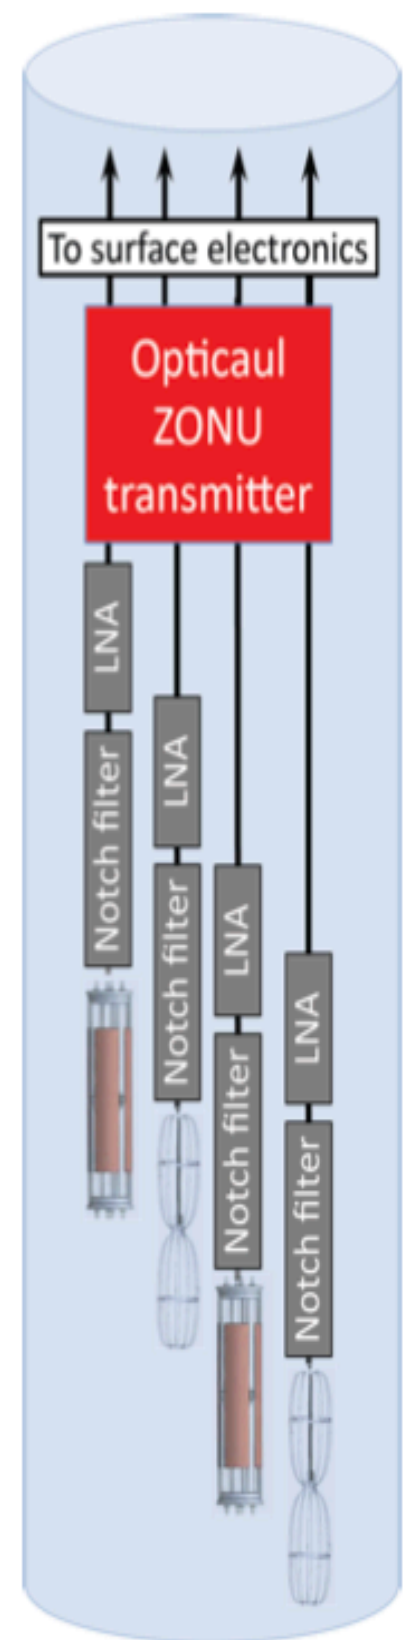 To surface electronics
Opticaul
ZONU
transmitter
LNA
Notch filter
LNA
Notch filter
LNA
Notch filter
LNA
Notch filter